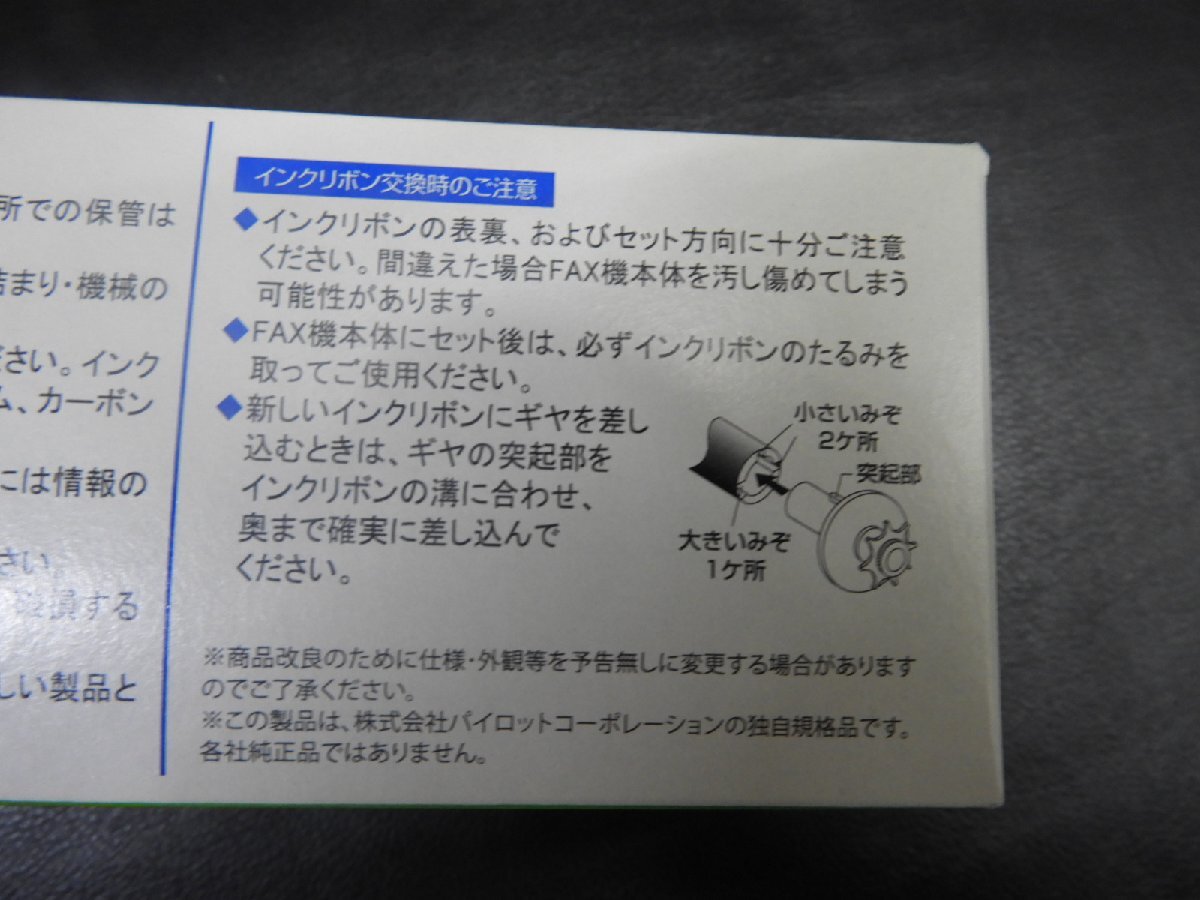 所での保管は
詰まり・機械の
ださい。インク
ム、カーボン
には情報の
さい。
破損する
しい製品と
インクリボン交換時のご注意
◆インクリボンの表裏、およびセット方向に十分ご注意
ください。間違えた場合FAX機本体を汚し傷めてしまう
可能性があります。
◆FAX機本体にセット後は、必ずインクリボンのたるみを
取ってご使用ください。
◆新しいインクリボンにギヤを差し
込むときは、ギヤの突起部を
インクリボンの溝に合わせ、
奥まで確実に差し込んで
ください。
小さいみぞ
2ケ所
突起部
大きいみぞ
1ケ所
※商品改良のために仕様・外観等を予告無しに変更する場合があります
のでご了承ください。
※この製品は、株式会社パイロットコーポレーションの独自規格品です。
各社純正品ではありません。